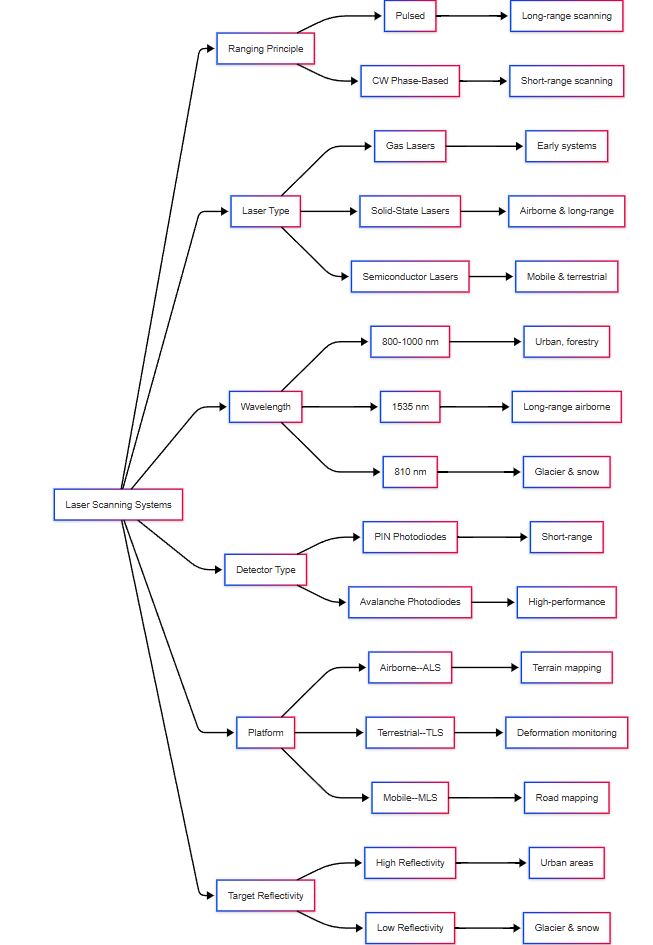 Pulsed
Long-range scanning
Ranging Principle
CW Phase-Based
Short-range scanning
Gas Lasers
Early systems
Laser Type
Solid-State Lasers
Airborne & long-range
Semiconductor Lasers
Mobile & terrestrial
800-1000 nm
Urban, forestry
Wavelength
1535 nm
Long-range airborne
810 nm
Glacier & snow
Laser Scanning Systems
PIN Photodiodes
Short-range
Detector Type
Avalanche Photodiodes
High-performance
Airborne--ALS
Terrain mapping
Platform
Terrestrial--TLS
Deformation monitoring
Mobile--MLS
Road mapping
High Reflectivity
Urban areas
Target Reflectivity
Low Reflectivity
Glacier & snow